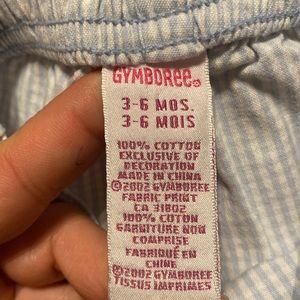 GYMBOREE®
3-6 MOS.
3-6 MOIS
100% COTTON
EXCLUSIVE OF
DECORATION
MADE IN CHINA
©2002 GYMBOREE
FABRIC PRINT
CA 31802
100% COTON
GARNITURE NON
COMPRISE
FABRIQUÉ EN
CHINE
©2002 GYMBOREE
TISSUS IMPRIMES